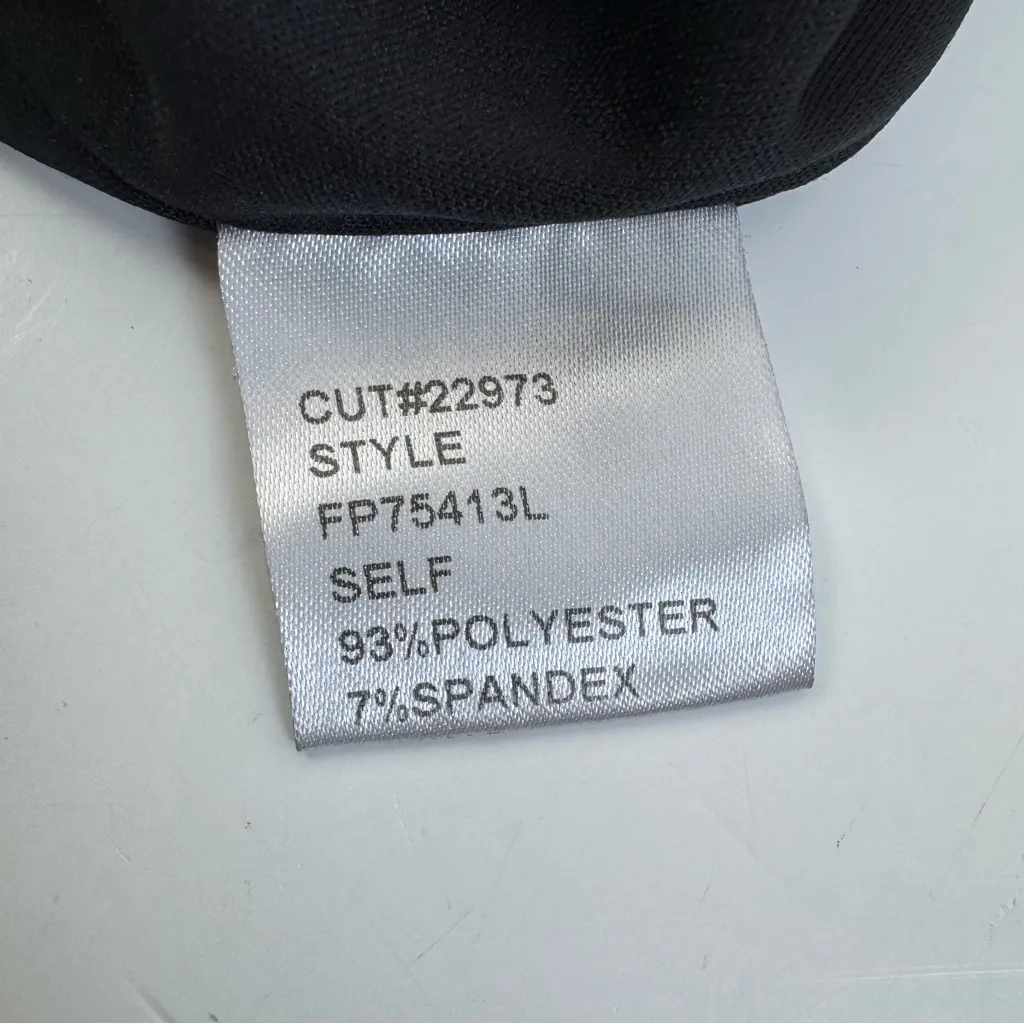 CUT#22973
STYLE
FP75413L
SELF
93%POLYESTER
7%SPANDEX